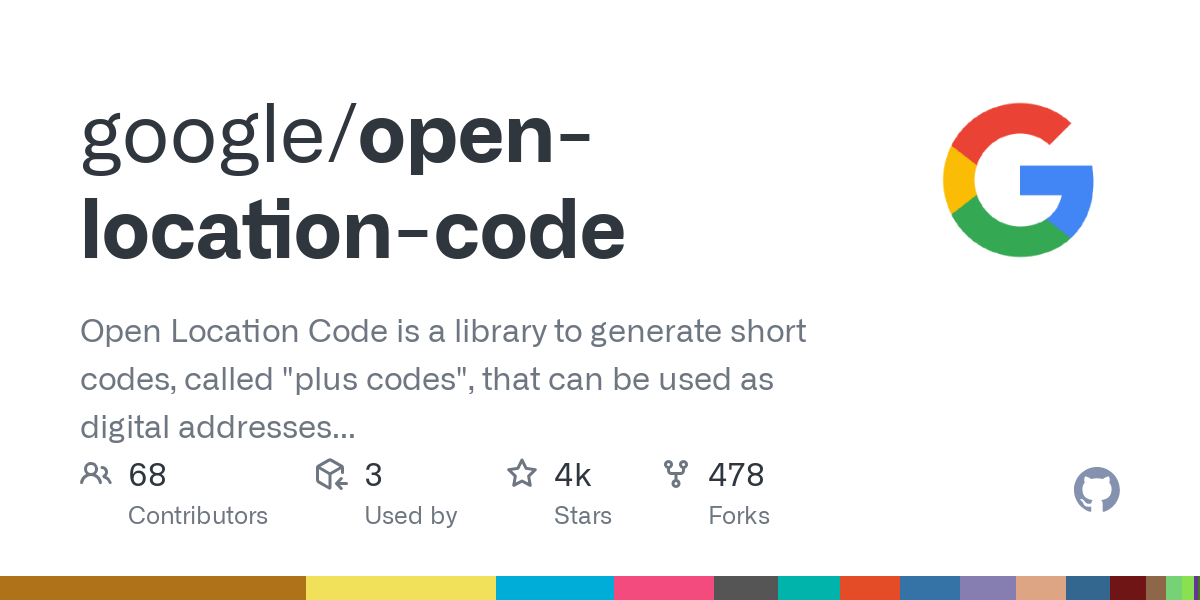 google/open-
location-code
Open Location Code is a library to generate short
codes, called "plus codes", that can be used as
digital addresses...
68 3 4k 478
Contributors Used by Stars Forks